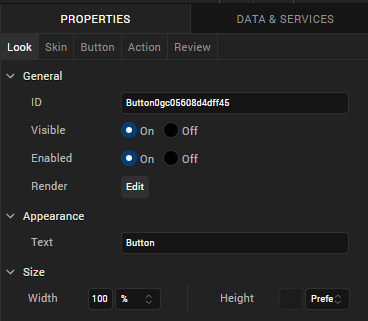 PROPERTIES DATA & SERVICES
Look Skin Button Action Review
General
ID Button0gc05608d4dff45
Visible On Off
Enabled On Off
Render Edit
Appearance
Text Button
Size
Width 100 % Height Prefe